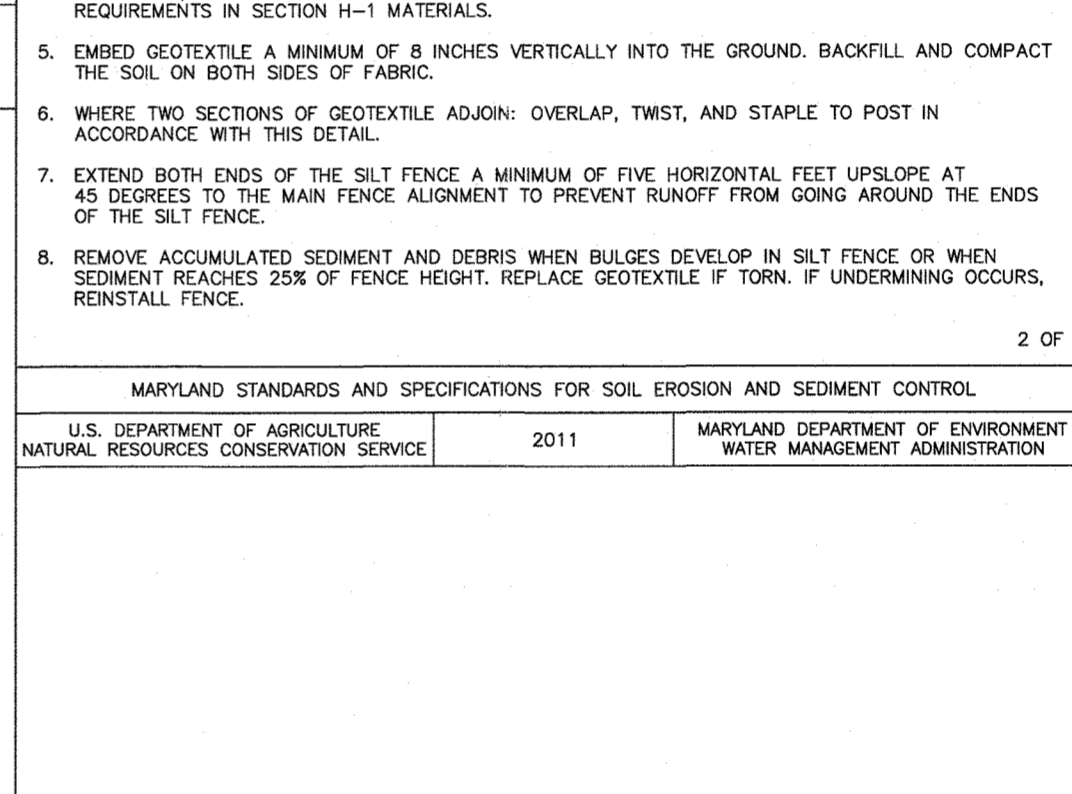 REQUIREMENTS IN SECTION H-1 MATERIALS.
5. EMBED GEOTEXTILE A MINIMUM OF 8 INCHES VERTICALLY INTO THE GROUND. BACKFILL AND COMPACT
THE SOIL ON BOTH SIDES OF FABRIC.
6. WHERE TWO SECTIONS OF GEOTEXTILE ADJOIN: OVERLAP, TWIST, AND STAPLE TO POST IN
ACCORDANCE WITH THIS DETAIL.
7. EXTEND BOTH ENDS OF THE SILT FENCE A MINIMUM OF FIVE HORIZONTAL FEET UPSLOPE AT
45 DEGREES TO THE MAIN FENCE ALIGNMENT TO PREVENT RUNOFF FROM GOING AROUND THE ENDS
OF THE SILT FENCE.
8. REMOVE ACCUMULATED SEDIMENT AND DEBRIS WHEN BULGES DEVELOP IN SILT FENCE OR WHEN
SEDIMENT REACHES 25% OF FENCE HEIGHT. REPLACE GEOTEXTILE IF TORN. IF UNDERMINING OCCURS,
REINSTALL FENCE.
2 OF
MARYLAND STANDARDS AND SPECIFICATIONS FOR SOIL EROSION AND SEDIMENT CONTROL
U.S. DEPARTMENT OF AGRICULTURE
NATURAL RESOURCES CONSERVATION SERVICE
2011
MARYLAND DEPARTMENT OF ENVIRONMENT
WATER MANAGEMENT ADMINISTRATION